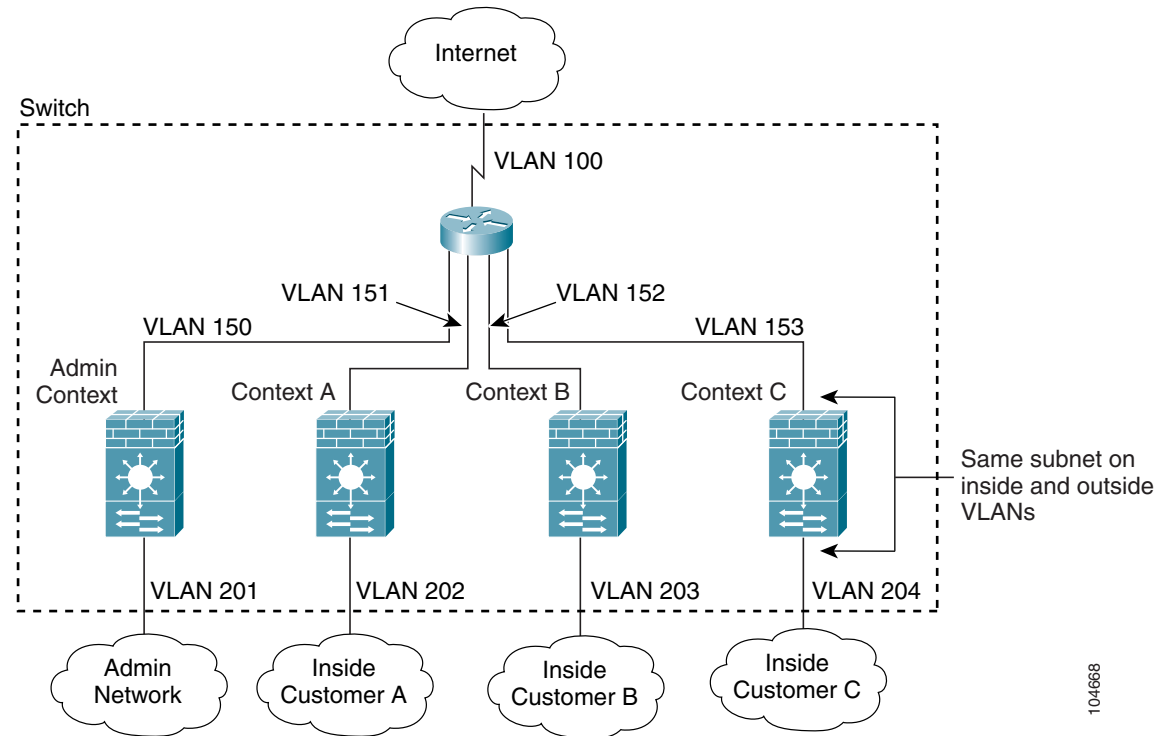 Internet
Switch
VLAN 100
VLAN 151
VLAN 152
VLAN 150
VLAN 153
Admin
Context
Context A
Context B
Context C
Same subnet on
inside and outside
VLANs
VLAN 201
VLAN 202
VLAN 203
VLAN 204
Admin
Network
Inside
Customer A
Inside
Customer B
Inside
Customer C
104668